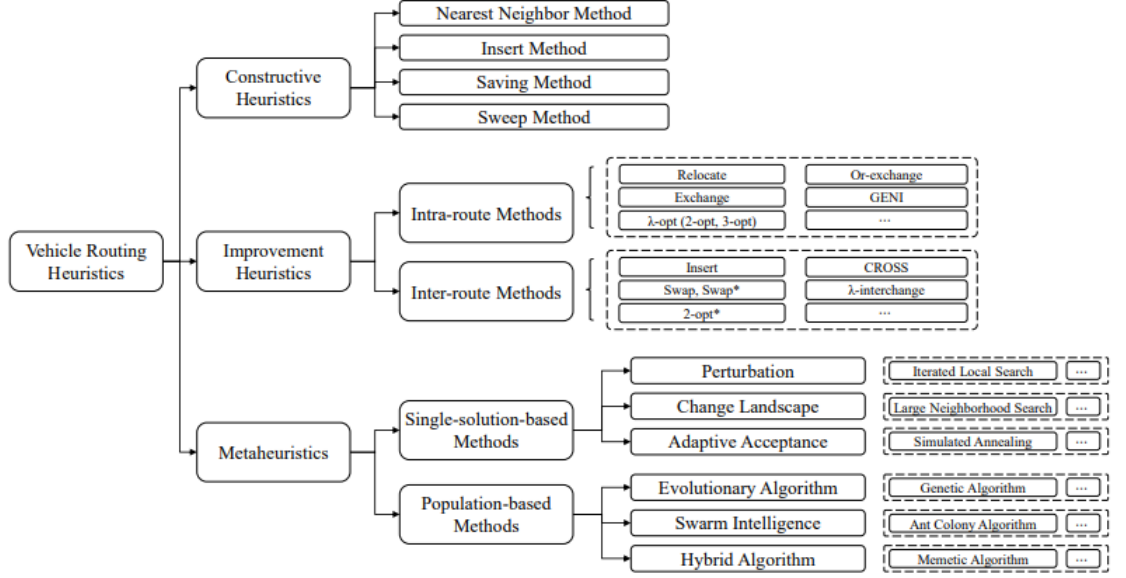 Nearest Neighbor Method
Insert Method
Constructive
Heuristics
Saving Method
Sweep Method
Relocate
Or-exchange
Intra-route Methods
Exchange
GENI
λ-opt (2-opt, 3-opt)
...
Vehicle Routing
Heuristics
Improvement
Heuristics
Insert
CROSS
Inter-route Methods
Swap, Swap*
λ-interchange
2-opt*
...
Perturbation
Iterated Local Search
...
Single-solution-based
Methods
Change Landscape
Large Neighborhood Search
...
Adaptive Acceptance
Simulated Annealing
...
Metaheuristics
Population-based
Methods
Evolutionary Algorithm
Genetic Algorithm
...
Swarm Intelligence
Ant Colony Algorithm
...
Hybrid Algorithm
Memetic Algorithm
...